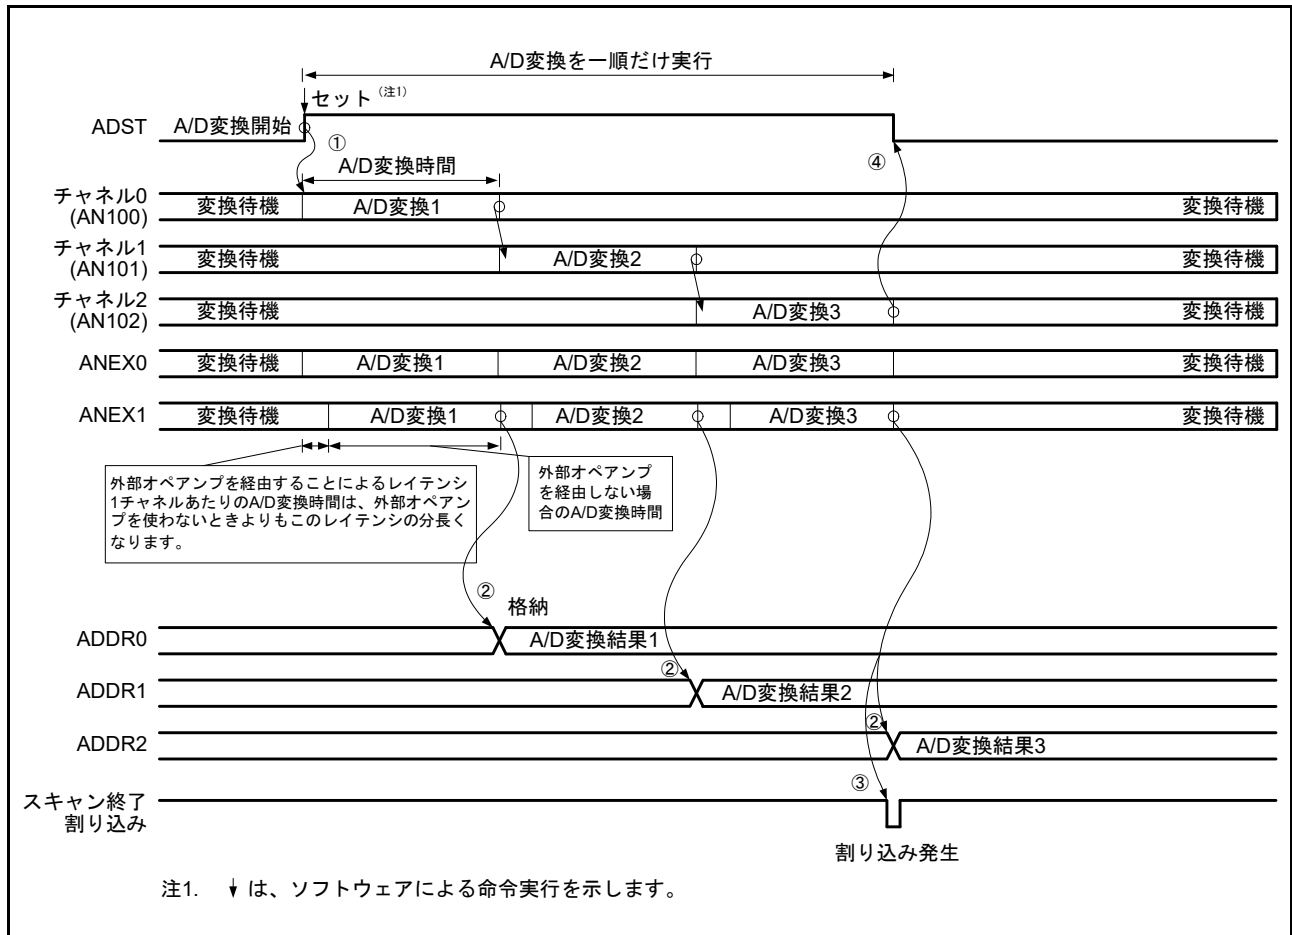 A/D変換を一順だけ実行
セット（注1）
ADST A/D変換開始
① ④
A/D変換時間
チャネル0
(AN100)
変換待機 A/D変換1 変換待機
チャネル1
(AN101)
変換待機 A/D変換2 変換待機
チャネル2
(AN102)
変換待機 A/D変換3 変換待機
ANEX0 変換待機 A/D変換1 A/D変換2 A/D変換3 変換待機
ANEX1 変換待機 A/D変換1 A/D変換2 A/D変換3 変換待機
外部オペアンプを経由することによるレイテンシ
1チャネルあたりのA/D変換時間は、外部オペアン
プを使わないときよりもこのレイテンシの分長く
なります。
外部オペアンプ
を経由しない場
合のA/D変換時間
② 格納
ADDR0 A/D変換結果1
②
ADDR1 A/D変換結果2
②
ADDR2 A/D変換結果3
③
スキャン終了
割り込み
割り込み発生
注1. ↓は、ソフトウェアによる命令実行を示します。